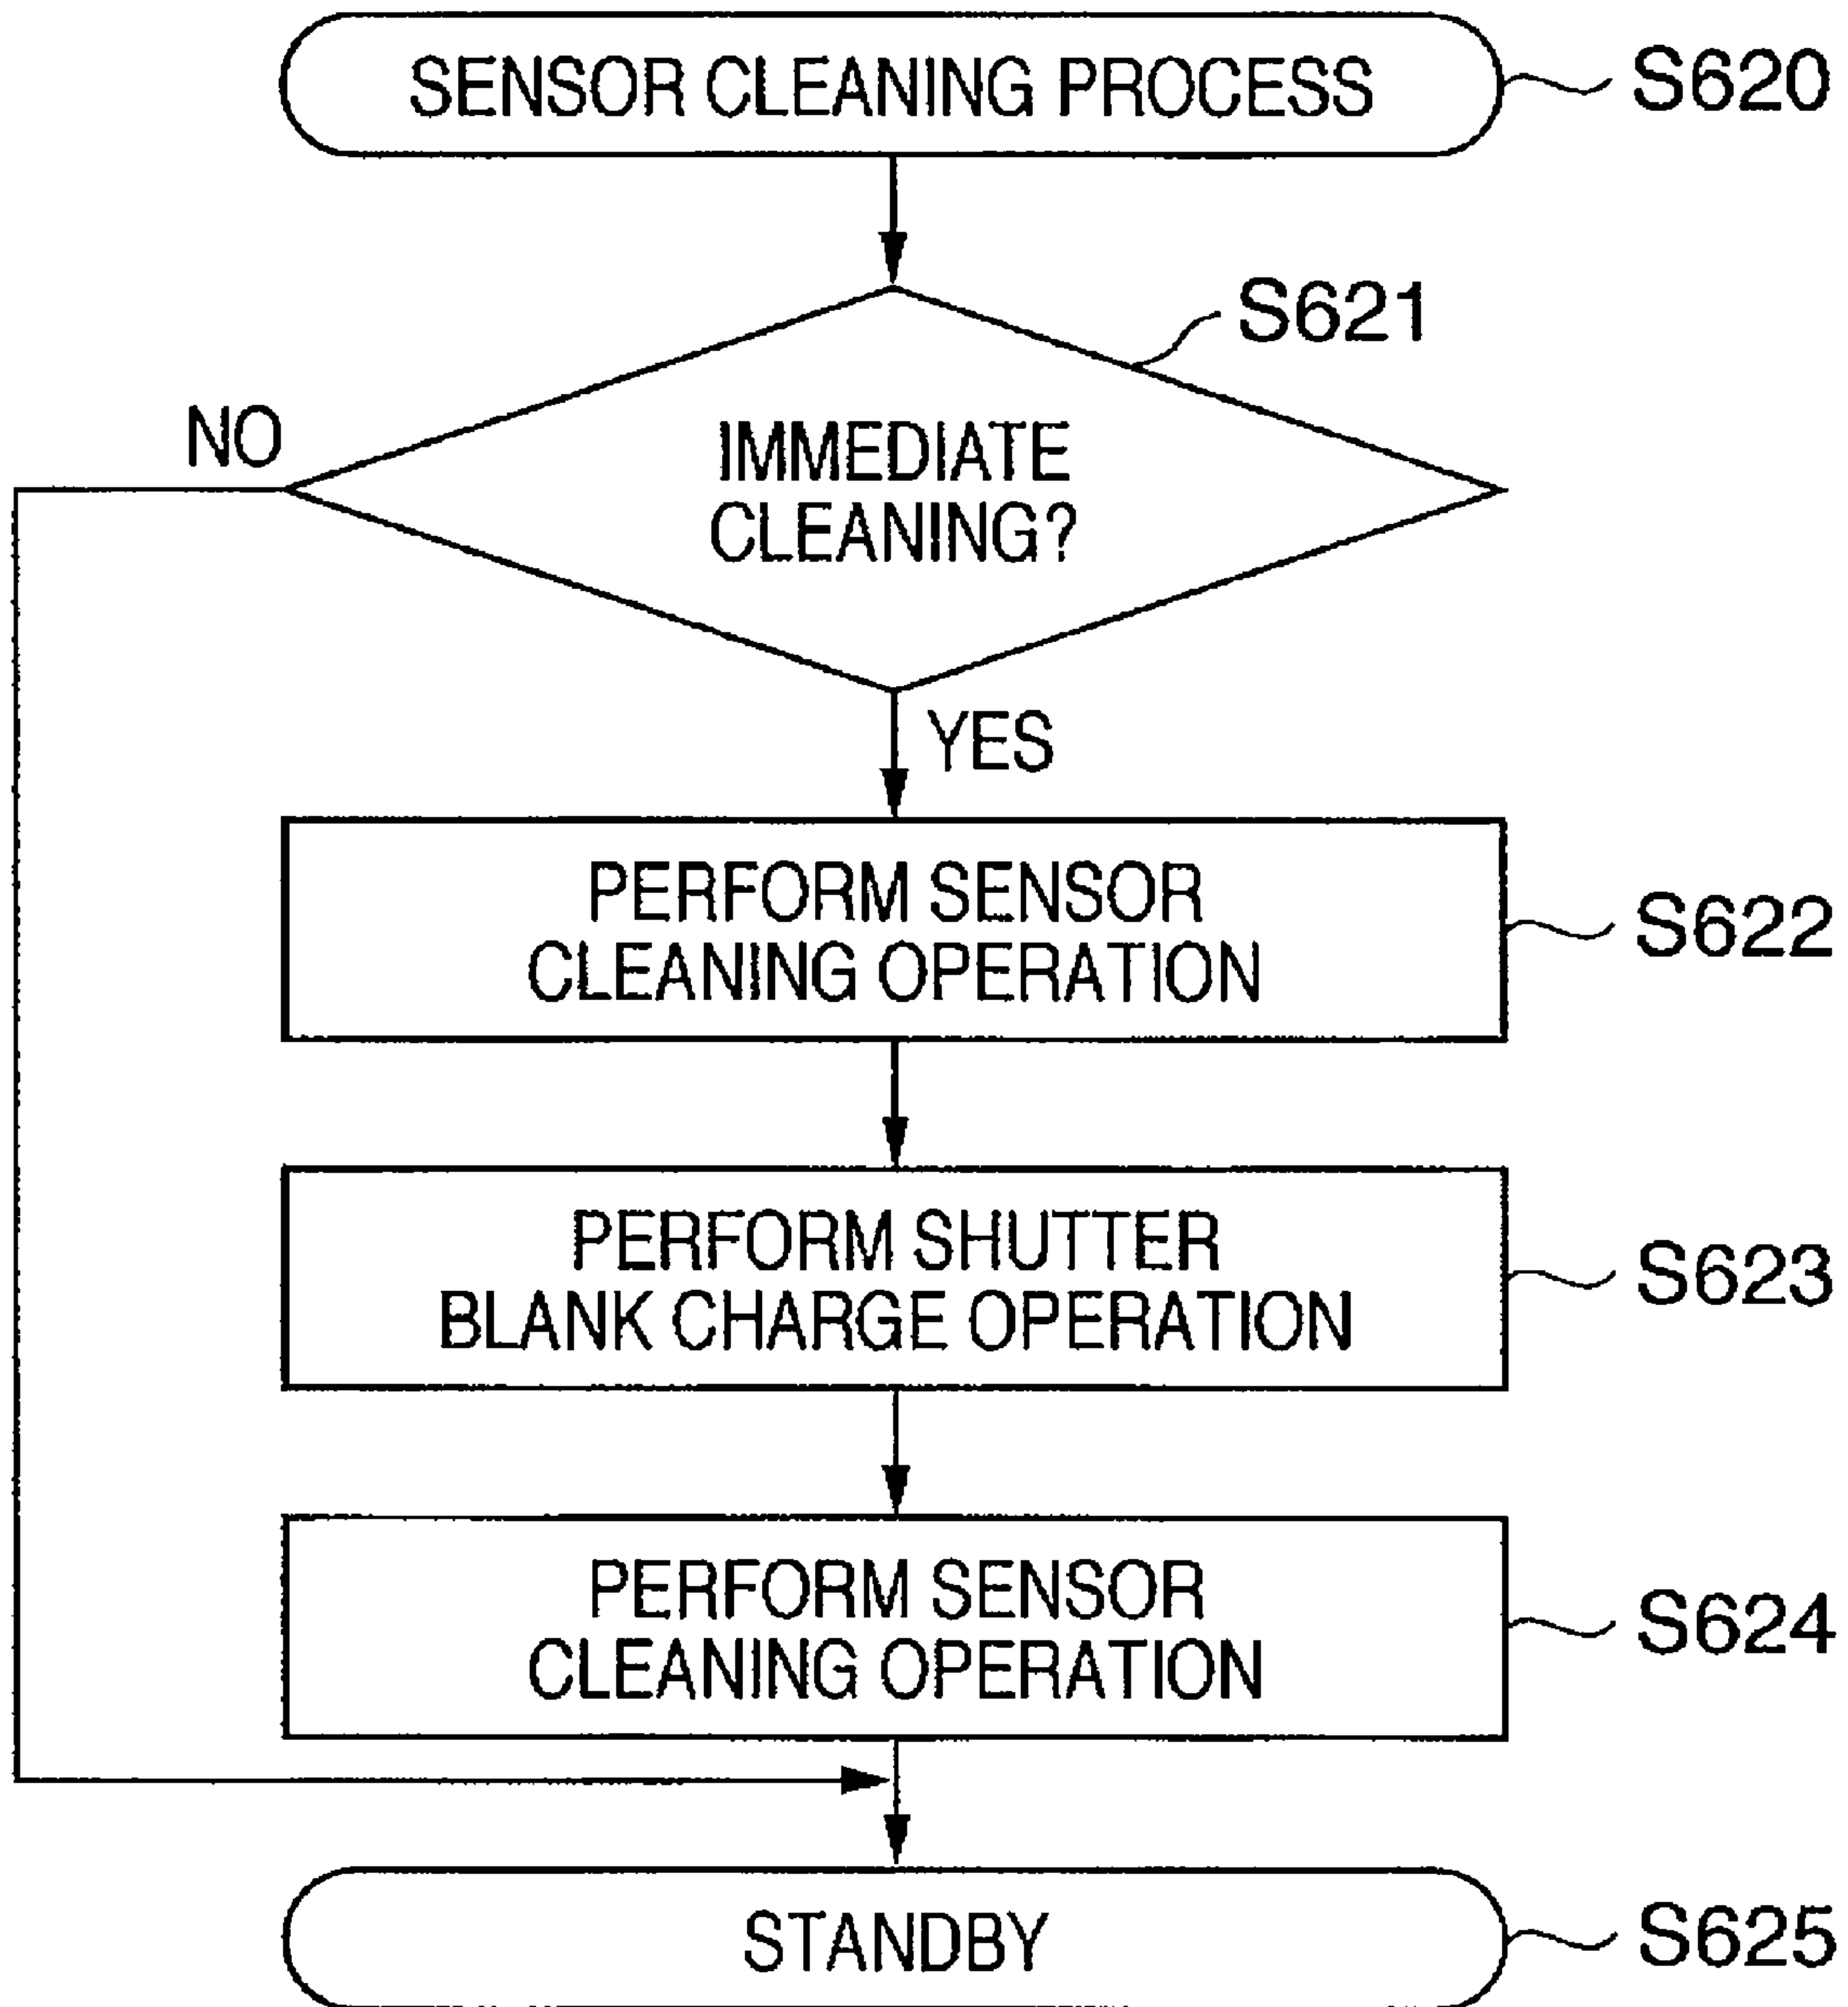 SENSOR CLEANING PROCESS
S620
S621
NO
IMMEDIATE
CLEANING?
YES
PERFORM SENSOR
CLEANING OPERATION
S622
PERFORM SHUTTER
BLANK CHARGE OPERATION
S623
PERFORM SENSOR
CLEANING OPERATION
S624
STANDBY
S625